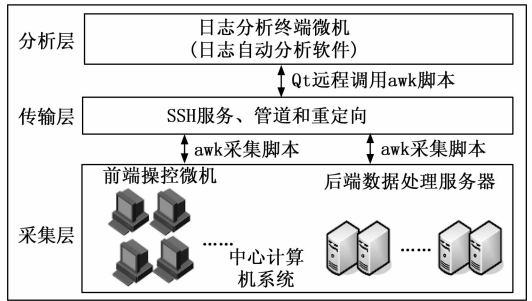 分析层
日志分析终端微机
(日志自动分析软件)
Qt远程调用awk脚本
传输层
SSH服务、管道和重定向
awk采集脚本
awk采集脚本
采集层
前端操控微机
后端数据处理服务器
……
……
中心计算
机系统